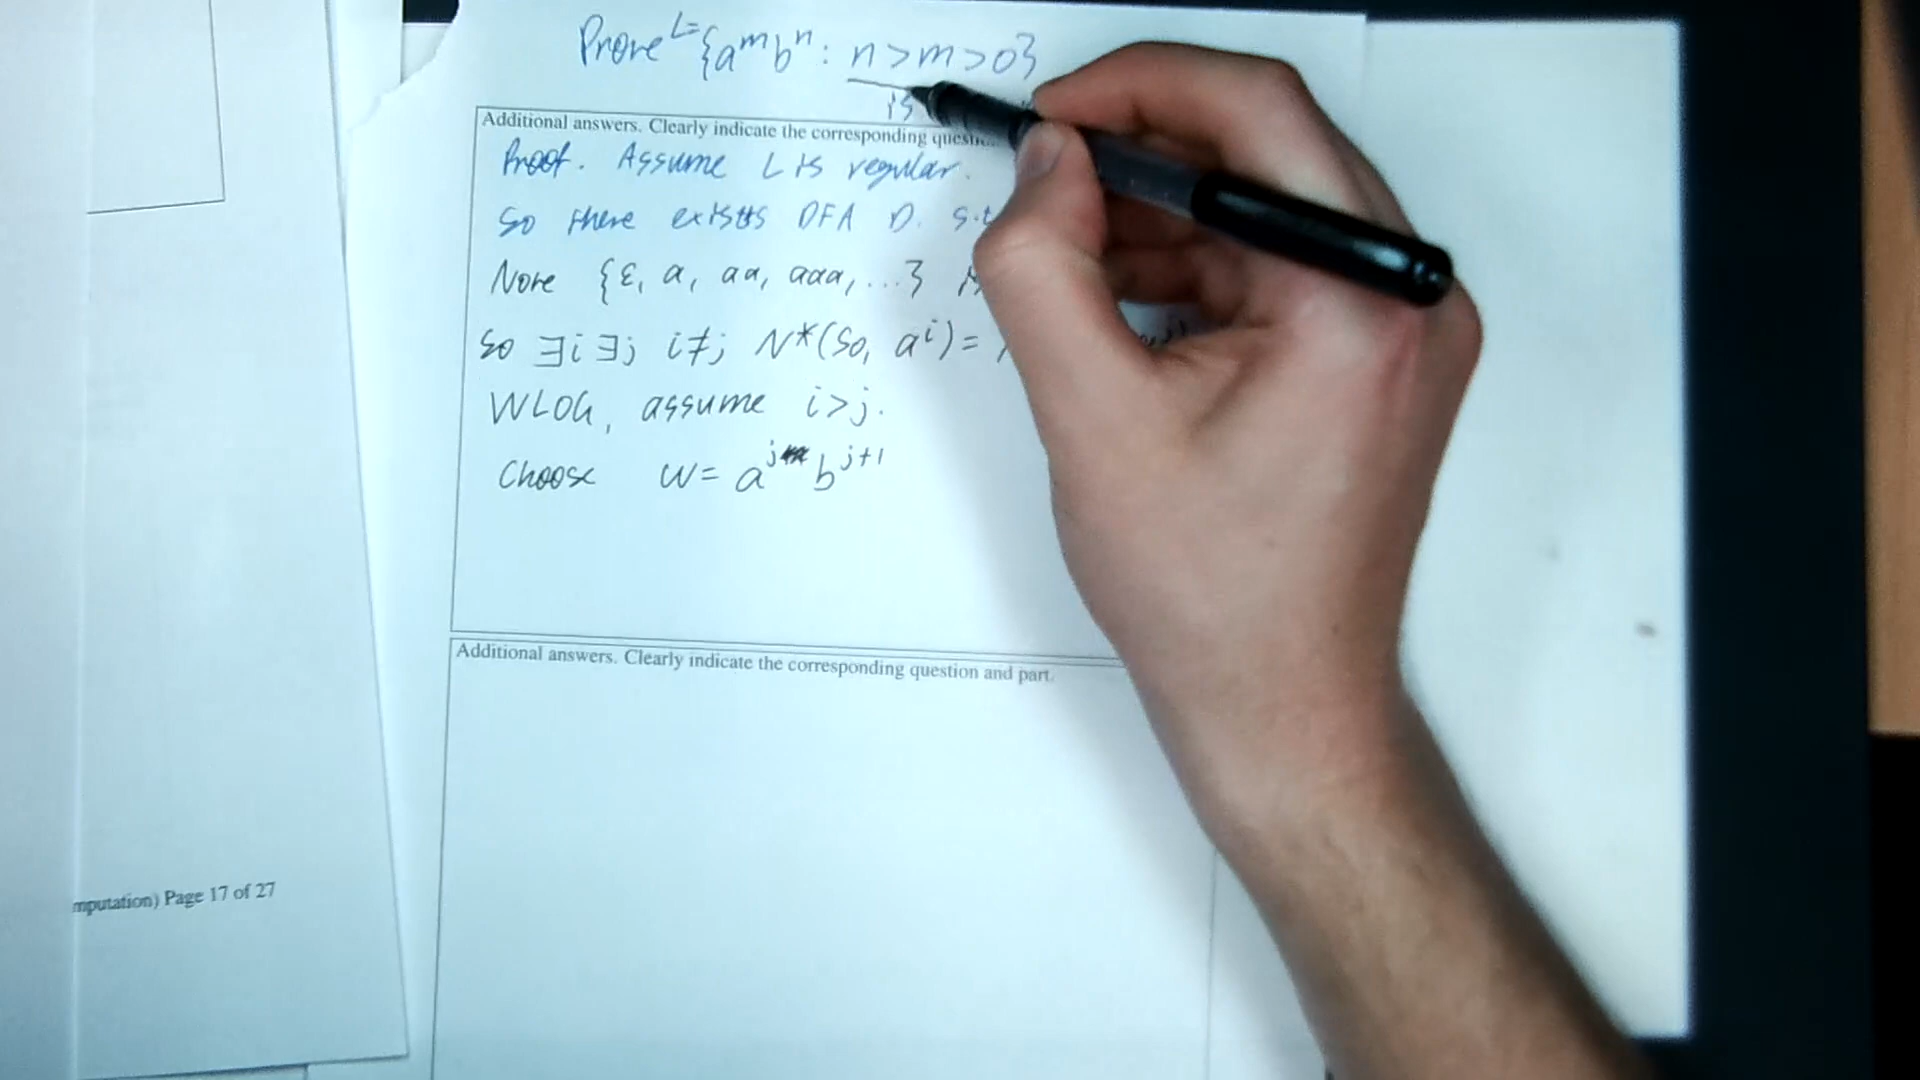 Prove L= {a^m b^n : n>m>0}
is
Additional answers. Clearly indicate the corresponding
Proof. Assume L is regular.
So there exists DFA D. s.t
Note {ε, a, aa, aaa, ...}
so ∃i ∃j i≠j N*(S0, a^i) =
WLOG, assume i>j.
Choose w = a^j b^j+1
Additional answers. Clearly indicate the corresponding question and part.
mputation) Page 17 of 27